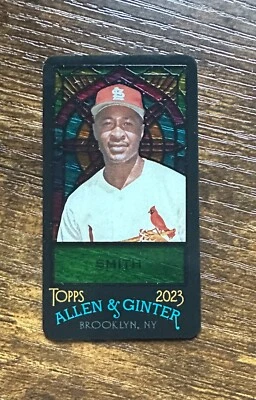 SMITH
TOPPS 2023
ALLEN & GINTER
BROOKLYN, NY